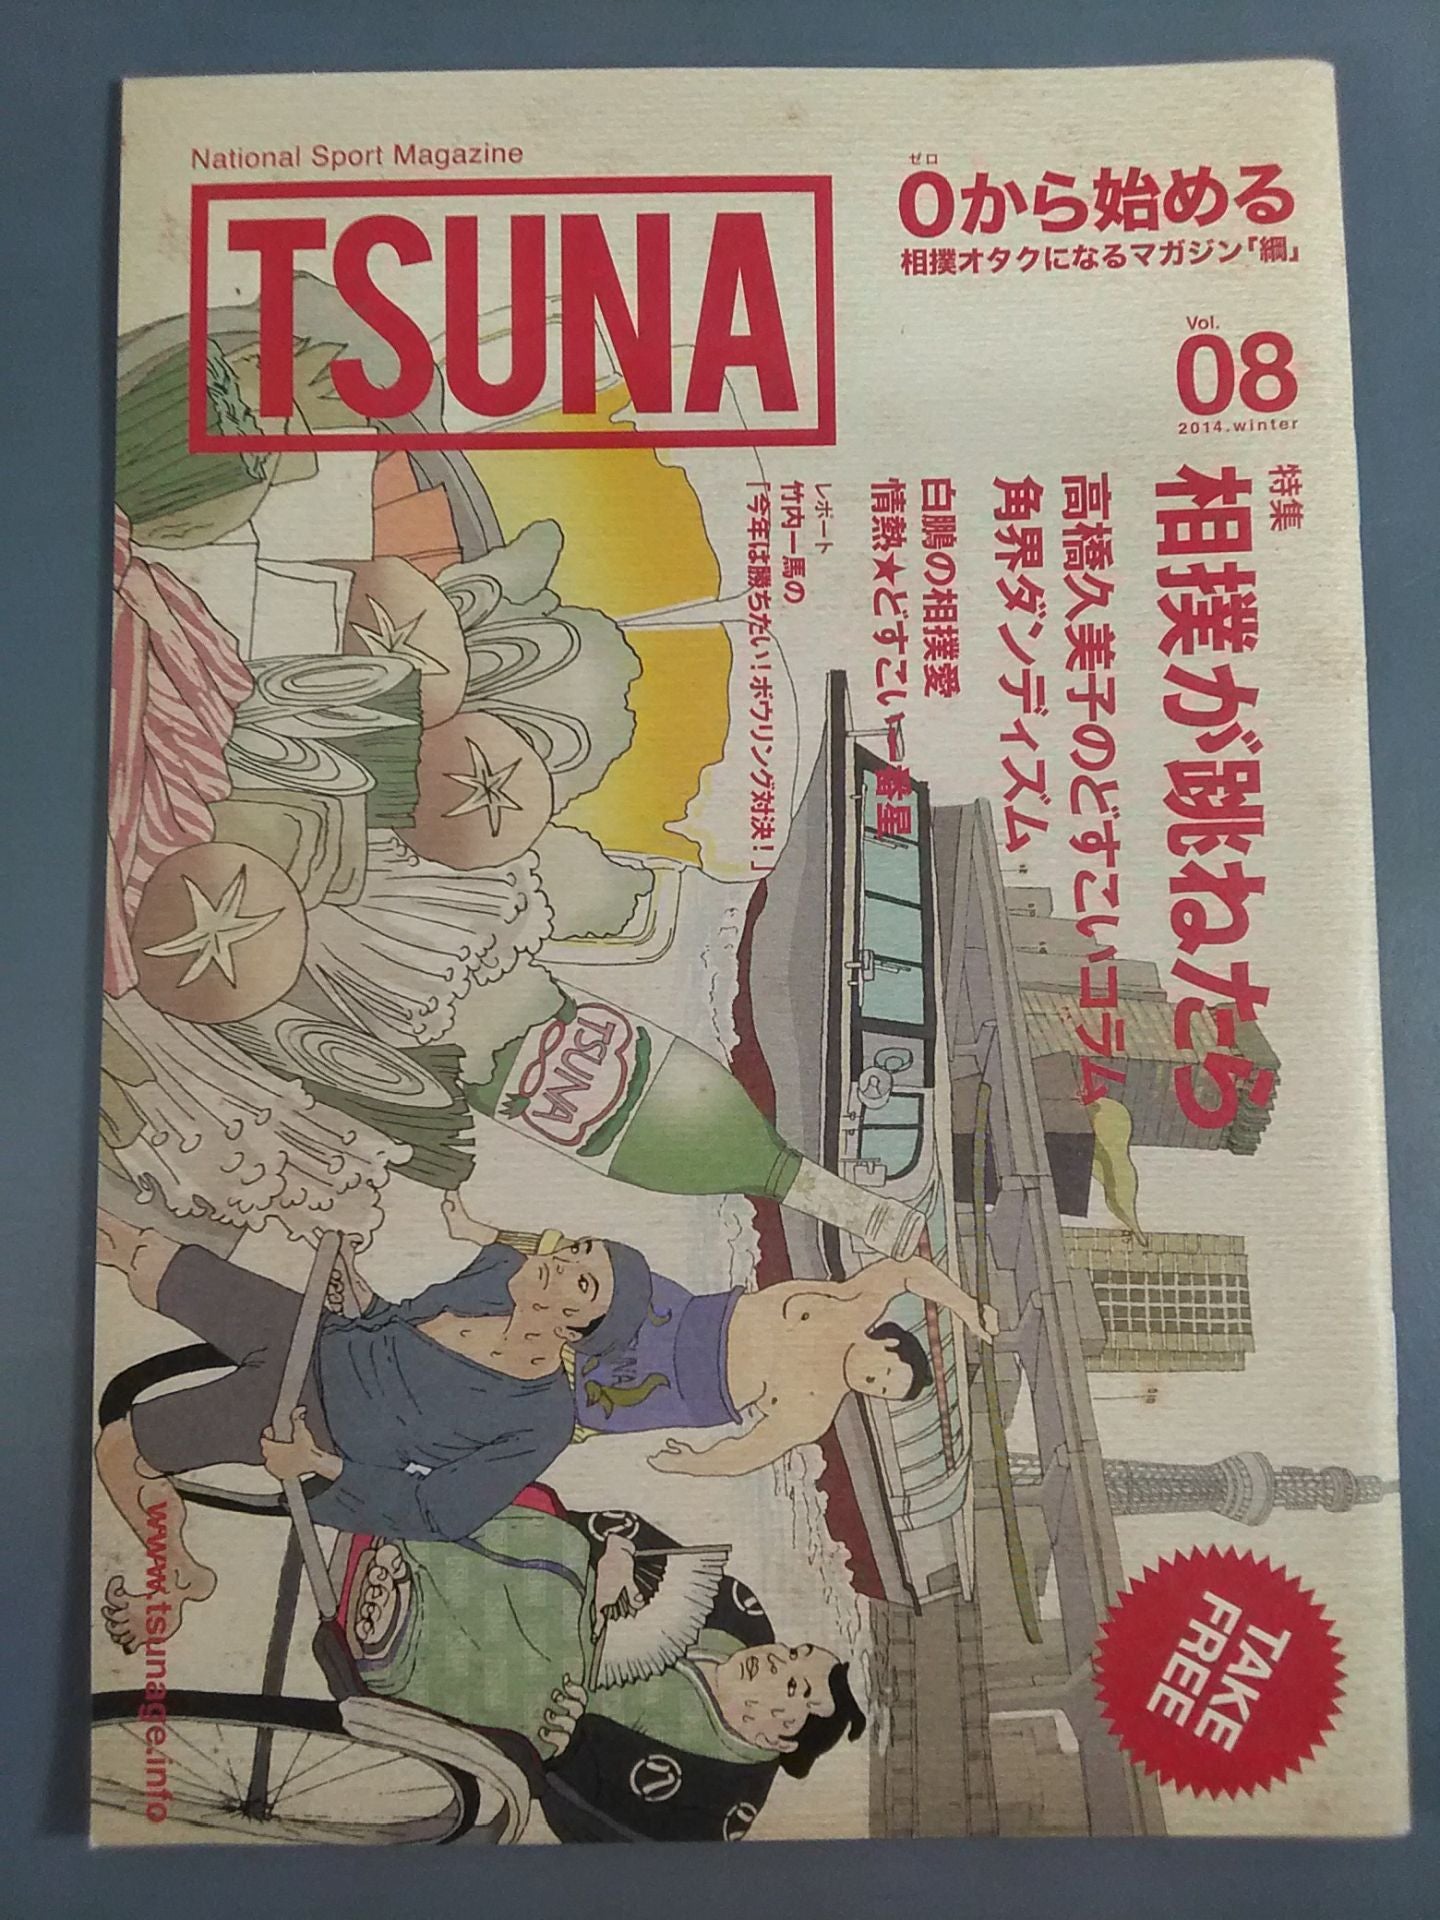 National Sport Magazine
TSUNA
ゼロ
0から始める
相撲オタクになるマガジン『綱』
Vol.
08
2014.winter
特集
相撲が跳ねたら
高橋久美子のどすこいコラム
角界ダンディズム
白鵬の相撲愛
情熱★どすこい一番星
レポート
竹内一馬の
「今年は勝ちたい!ボウリング対決!」
TSUNA
TAKE
FREE
www.tsunage.info